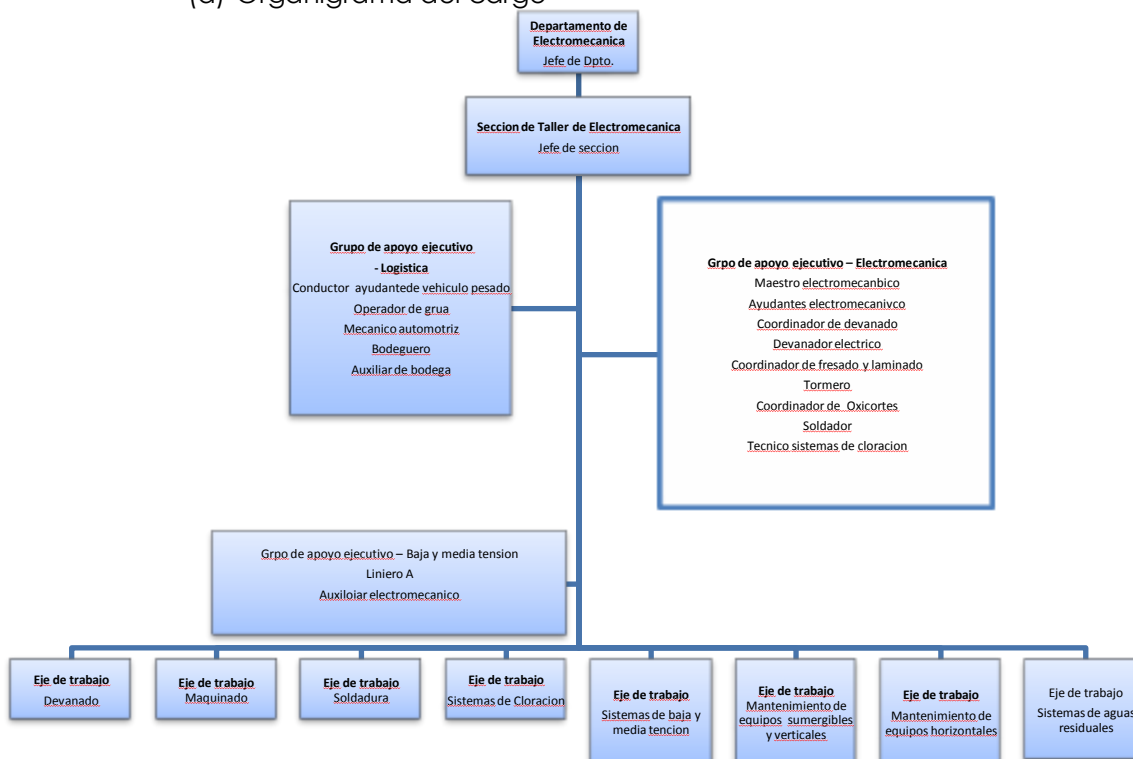 (d) Organigrama del cargo
Departamento de
Electromecanica
Jefe de Dpto.
Seccion de Taller de Electromecanica
Jefe de seccion
Grupo de apoyo ejecutivo
- Logistica
Conductor ayudantede vehiculo pesado
Operador de grua
Mecanico automotriz
Bodeguero
Auxiliar de bodega
Grpo de apoyo ejecutivo – Electromecanica
Maestro electromecanbico
Ayudantes electromecanivco
Coordinador de devanado
Devanador electrico
Coordinador de fresado y laminado
Tormero
Coordinador de Oxicortes
Soldador
Tecnico sistemas de cloracion
Grpo de apoyo ejecutivo – Baja y media tension
Liniero A
Auxiloiar electromecanico
Eje de trabajo
Devanado
Eje de trabajo
Maquinado
Eje de trabajo
Soldadura
Eje de trabajo
Sistemas de Cloracion
Eje de trabajo
Sistemas de baja y
media tencion
Eje de trabajo
Mantenimiento de
equipos sumergibles
y verticales
Eje de trabajo
Mantenimiento de
equipos horizontales
Eje de trabajo
Sistemas de aguas
residuales